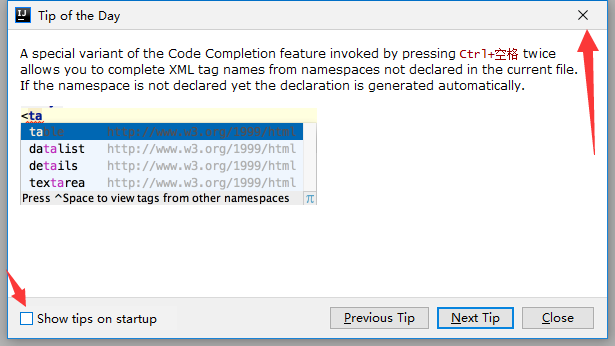 IJ Tip of the Day
A special variant of the Code Completion feature invoked by pressing Ctrl+空格 twice
allows you to complete XML tag names from namespaces not declared in the current file.
If the namespace is not declared yet the declaration is generated automatically.
<ta
table http://www.w3.org/1999/html
datalist http://www.w3.org/1999/html
details http://www.w3.org/1999/html
textarea http://www.w3.org/1999/html
Press ^Space to view tags from other namespaces π
Show tips on startup
Previous Tip Next Tip Close